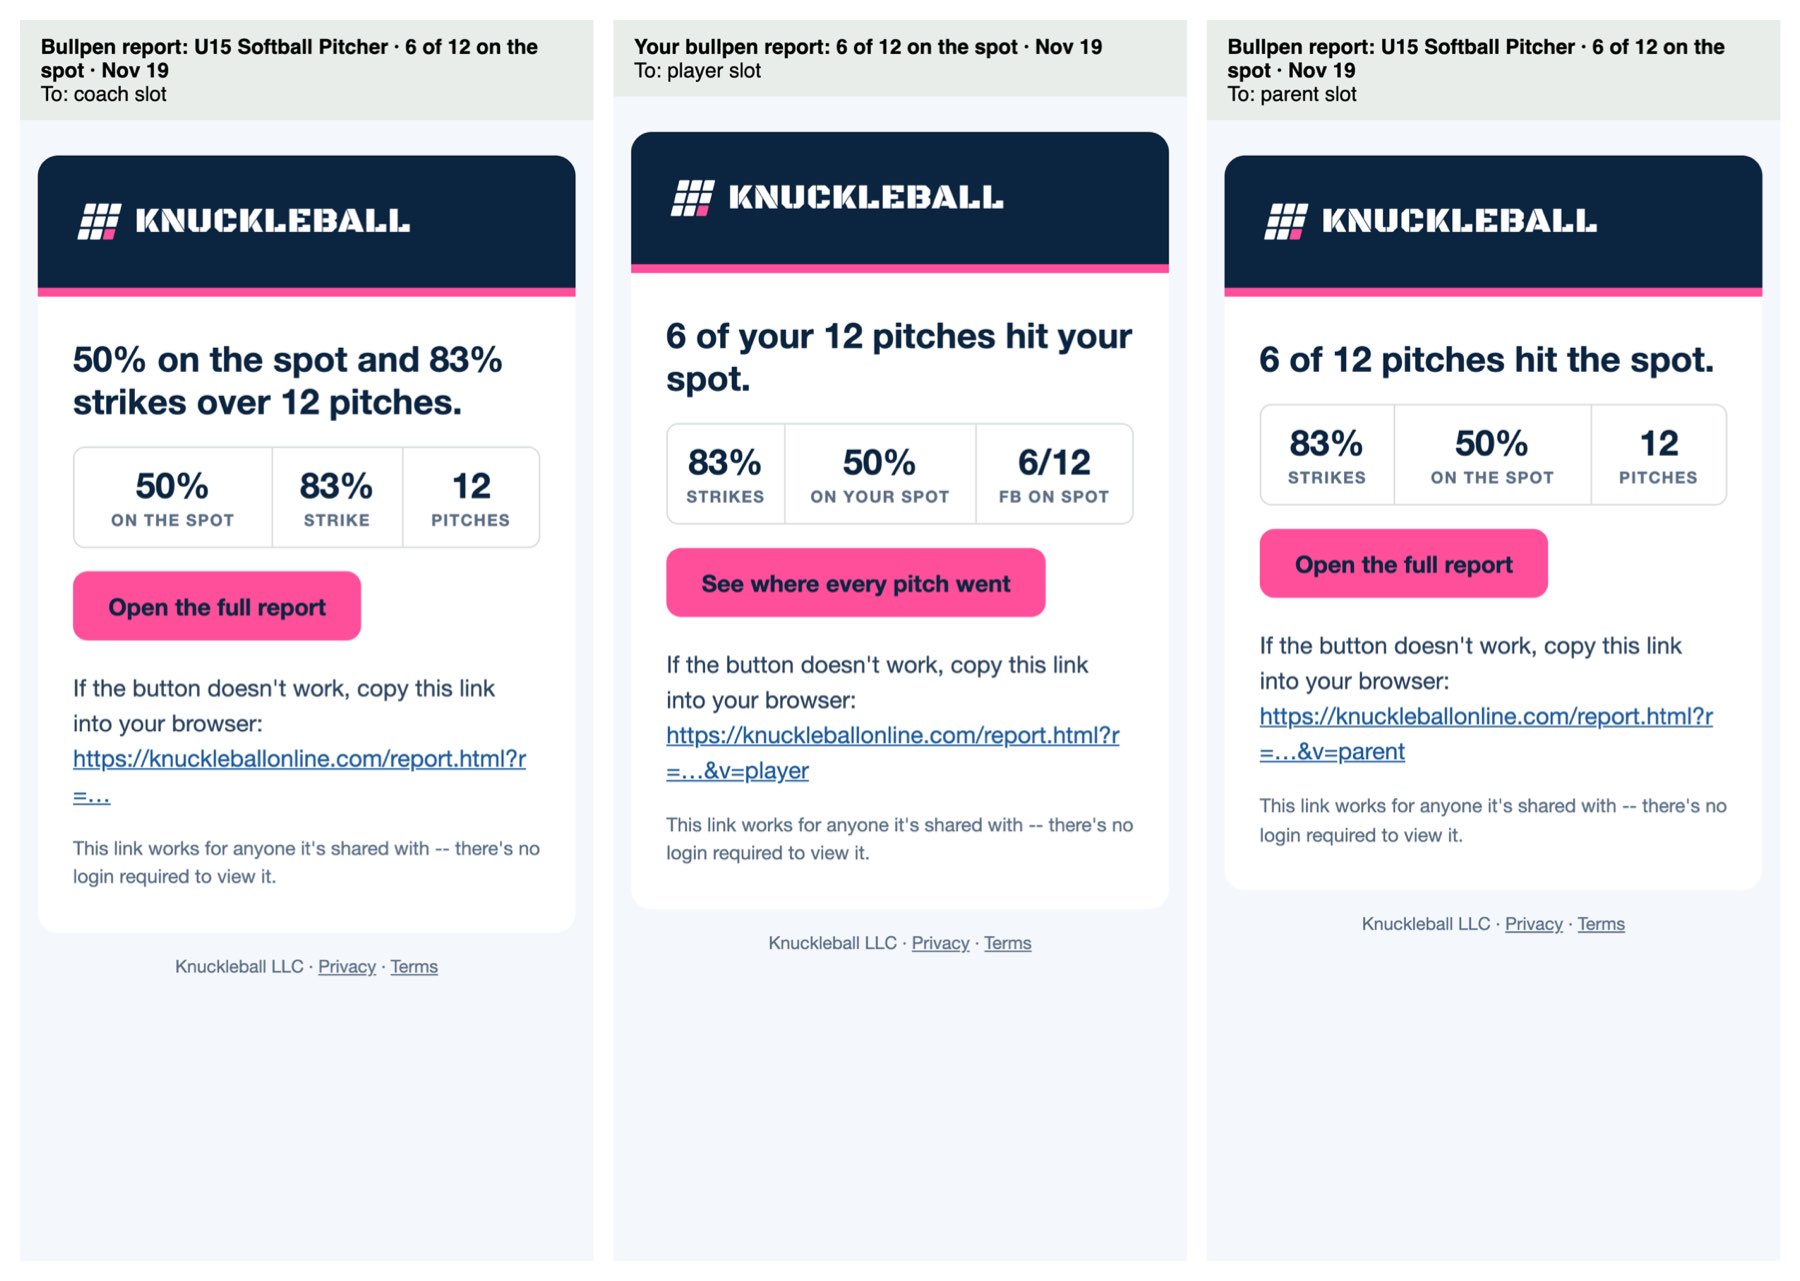 Bullpen report: U15 Softball Pitcher · 6 of 12 on the
spot · Nov 19
To: coach slot
KNUCKLEBALL
50% on the spot and 83%
strikes over 12 pitches.
50%
ON THE SPOT
83%
STRIKE
12
PITCHES
Open the full report
If the button doesn't work, copy this link
into your browser:
https://knuckleballonline.com/report.html?r
=...
This link works for anyone it's shared with -- there's no
login required to view it.
Knuckleball LLC · Privacy · Terms
Your bullpen report: 6 of 12 on the spot · Nov 19
To: player slot
KNUCKLEBALL
6 of your 12 pitches hit your
spot.
83%
STRIKES
50%
ON YOUR SPOT
6/12
FB ON SPOT
See where every pitch went
If the button doesn't work, copy this link
into your browser:
https://knuckleballonline.com/report.html?r
=...&v=player
This link works for anyone it's shared with -- there's no
login required to view it.
Knuckleball LLC · Privacy · Terms
Bullpen report: U15 Softball Pitcher · 6 of 12 on the
spot · Nov 19
To: parent slot
KNUCKLEBALL
6 of 12 pitches hit the spot.
83%
STRIKES
50%
ON THE SPOT
12
PITCHES
Open the full report
If the button doesn't work, copy this link
into your browser:
https://knuckleballonline.com/report.html?r
=...&v=parent
This link works for anyone it's shared with -- there's no
login required to view it.
Knuckleball LLC · Privacy · Terms